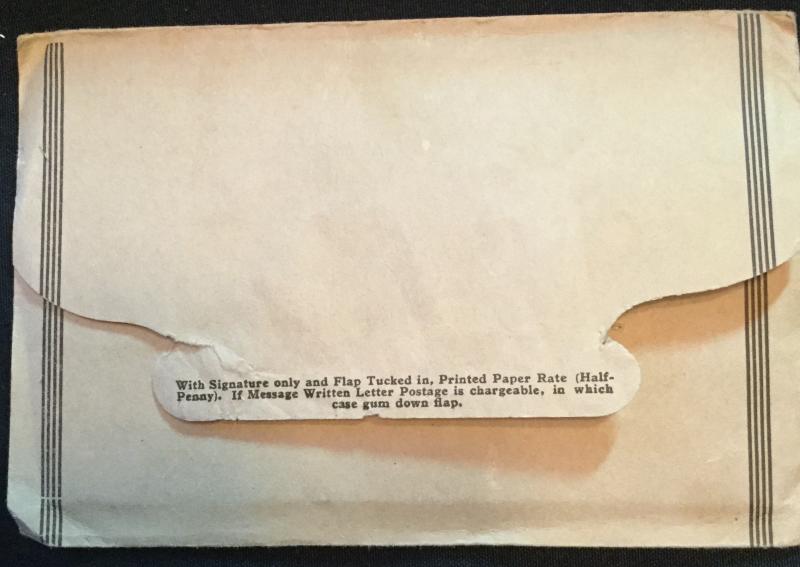 With Signature only and Flap Tucked in, Printed Paper Rate (Half-
Penny). If Message Written Letter Postage is chargeable, in which
case gum down flap.